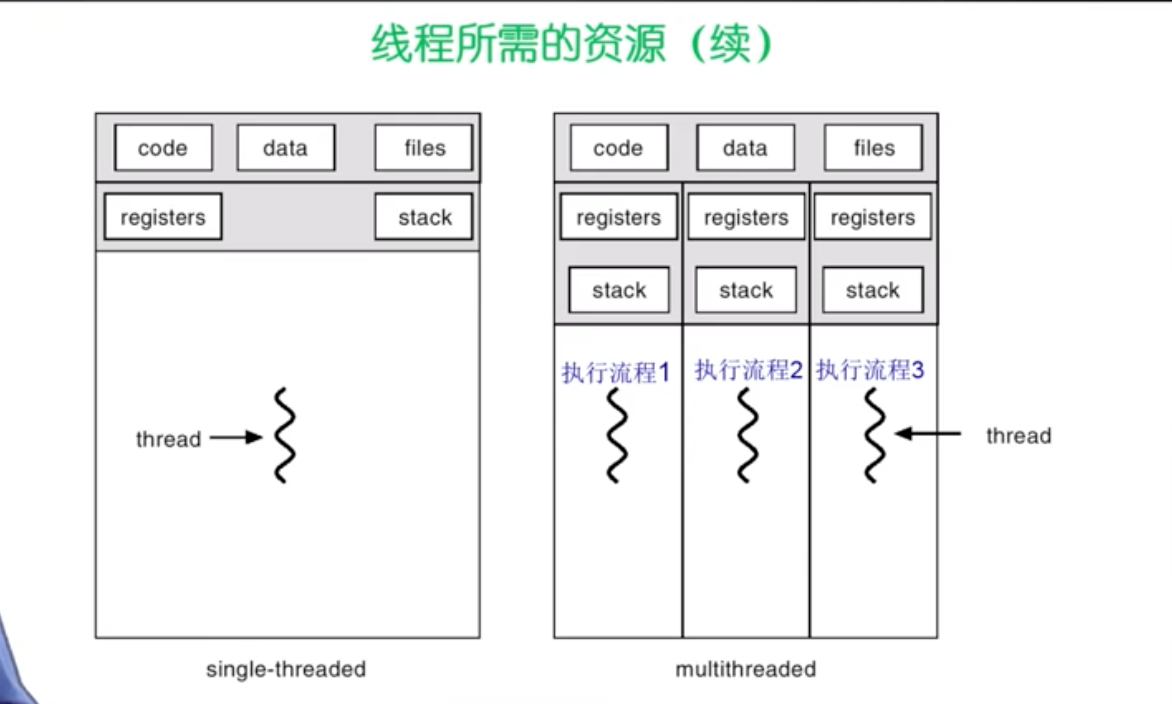 线程所需的资源（续）
code data files
registers stack
thread
single-threaded
code data files
registers registers registers
stack stack stack
执行流程1 执行流程2 执行流程3
thread
multithreaded